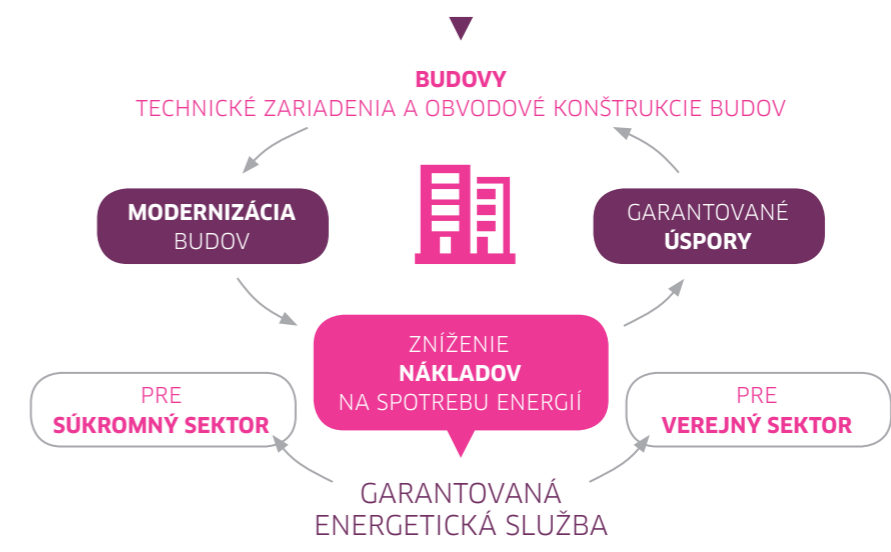 BUDOVY
TECHNICKÉ ZARIADENIA A OBVODOVÉ KONŠTRUKCIE BUDOV
MODERNIZÁCIA
BUDOV
GARANTOVANÉ
ÚSPORY
ZNÍŽENIE
NÁKLADOV
NA SPOTREBU ENERGIÍ
PRE
SÚKROMNÝ SEKTOR
PRE
VEREJNÝ SEKTOR
GARANTOVANÁ
ENERGETICKÁ SLUŽBA